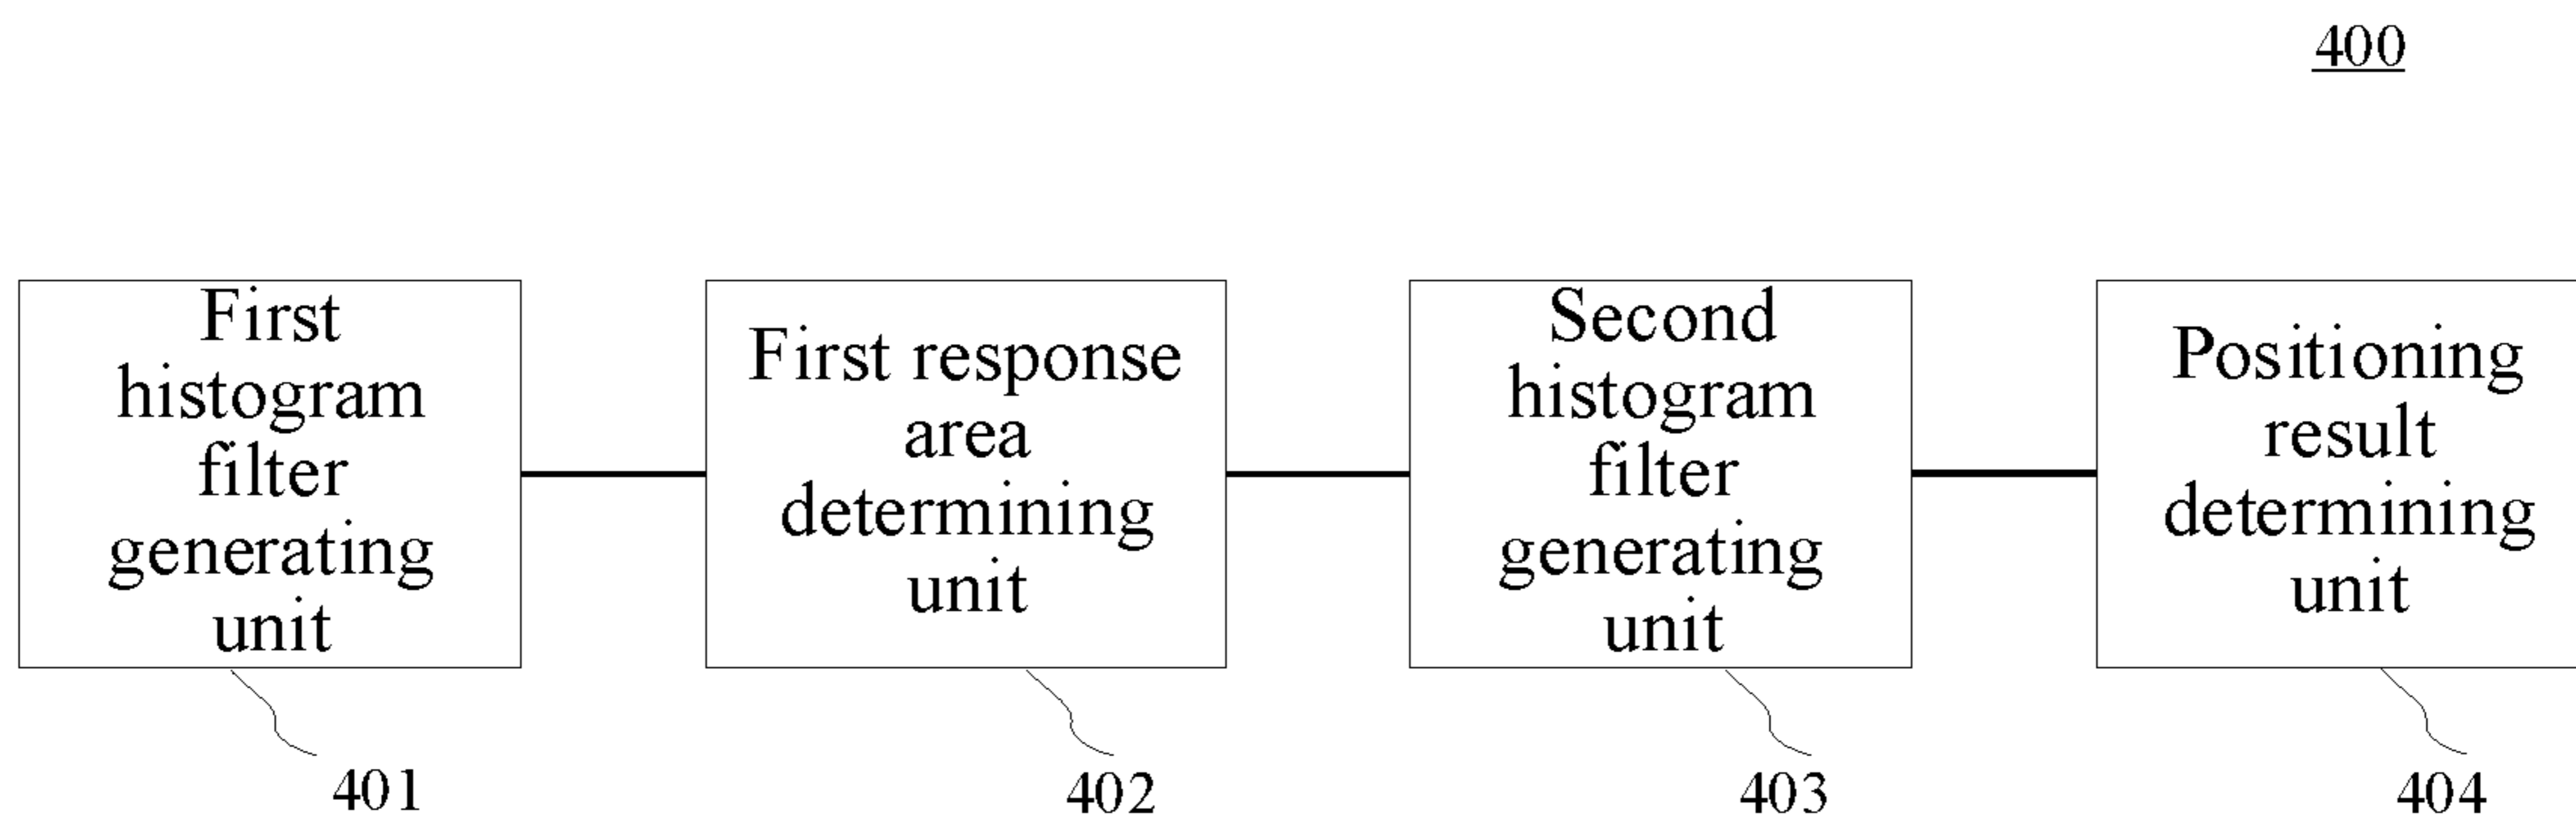 400
First
histogram
filter
generating
unit
First response
area
determining
unit
Second
histogram
filter
generating
unit
Positioning
result
determining
unit
401
402
403
404